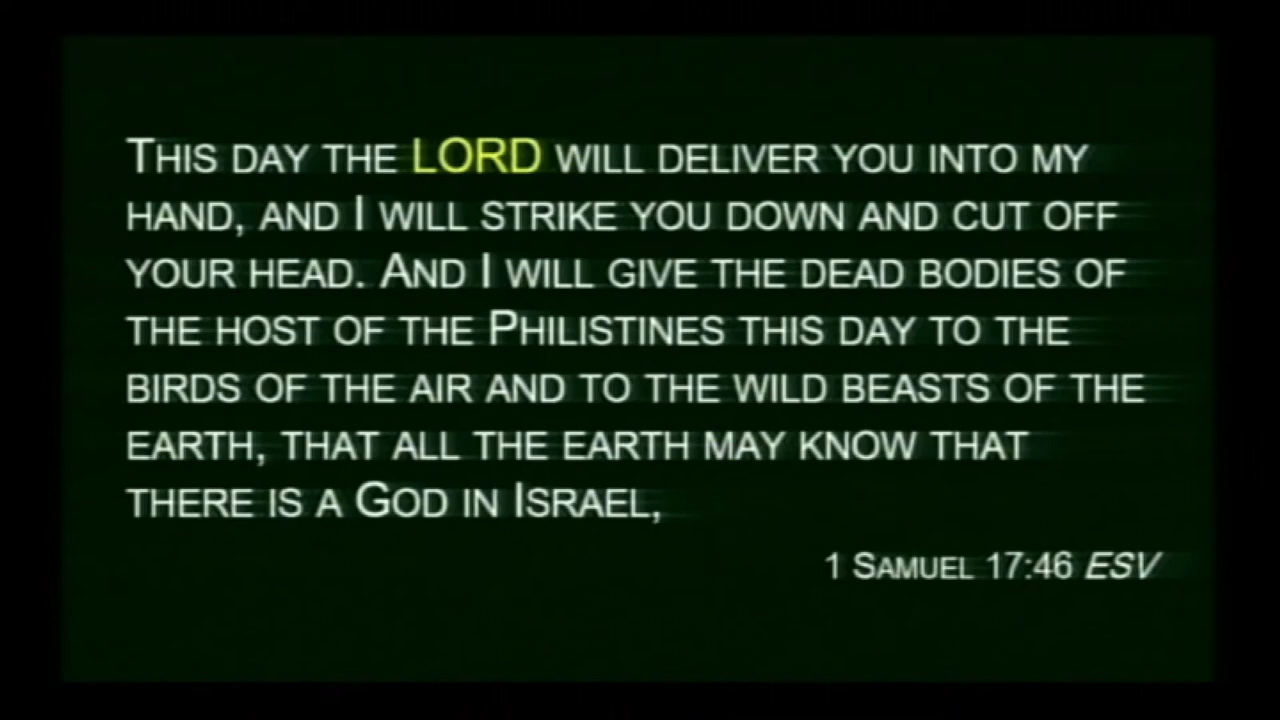 This day the LORD will deliver you into my
hand, and I will strike you down and cut off
your head. And I will give the dead bodies of
the host of the Philistines this day to the
birds of the air and to the wild beasts of the
earth, that all the earth may know that
there is a God in Israel,
1 Samuel 17:46 ESV